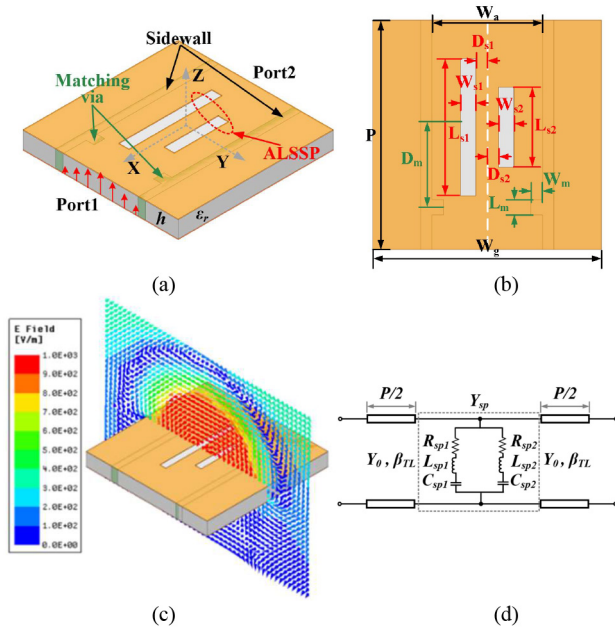 Sidewall
Port2
Z
Matching
via
X
Y
ALSSP
Port1
h
εr
(a)
Wa
Ds1
Ws1
Ws2
P
Ls1
Ls2
Dm
Ds2
Wm
Lm
Wg
(b)
E Field
[V/m]
1.0E+03
9.0E+02
8.0E+02
7.0E+02
6.0E+02
5.0E+02
4.0E+02
3.0E+02
2.0E+02
1.0E+02
0.0E+00
(c)
P/2
Ysp
P/2
Rsp1
Rsp2
Y0 , βTL
Lsp1
Lsp2
Y0 , βTL
Csp1
Csp2
(d)